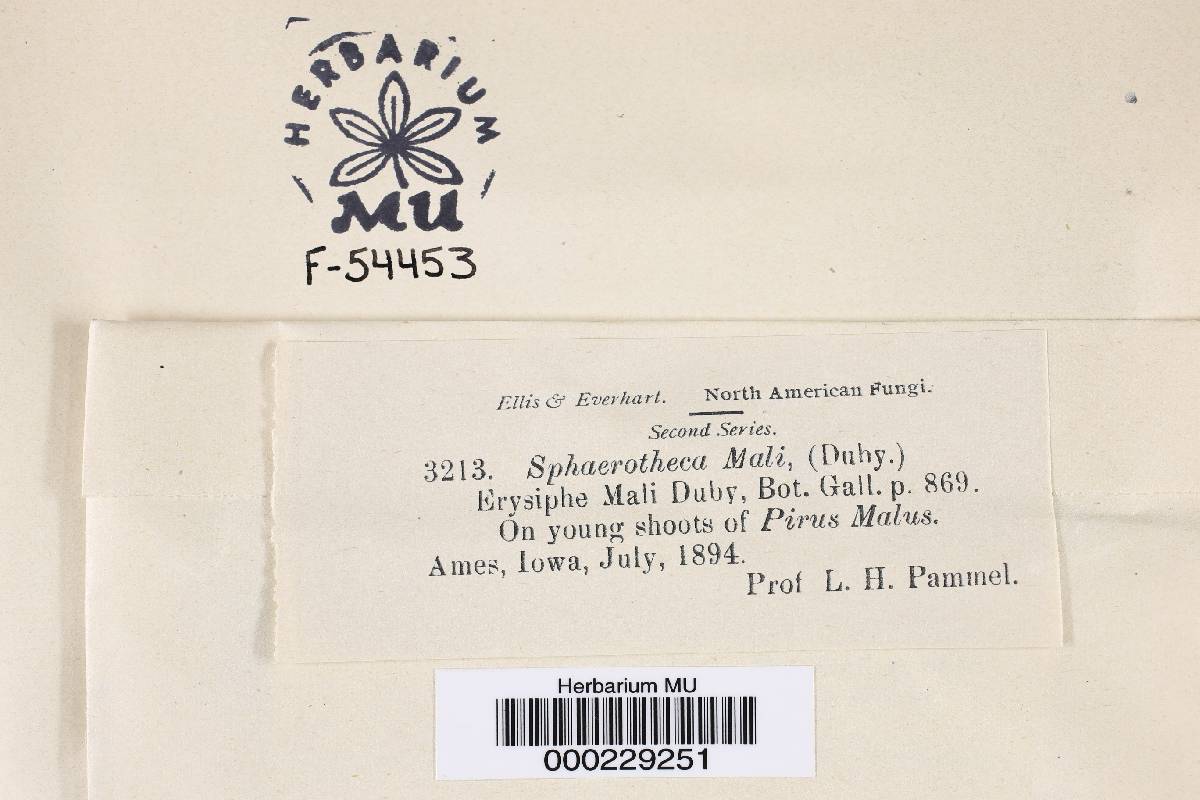 HERBARIUM
MU
F-54453
Ellis & Everhart. North American Fungi.
Second Series.
3213. Sphaerotheca Mali, (Duby.)
Erysiphe Mali Duby, Bot. Gall. p. 869.
On young shoots of Pirus Malus.
Ames, Iowa, July, 1894.
Prof L. H. Pammel.
Herbarium MU
000229251